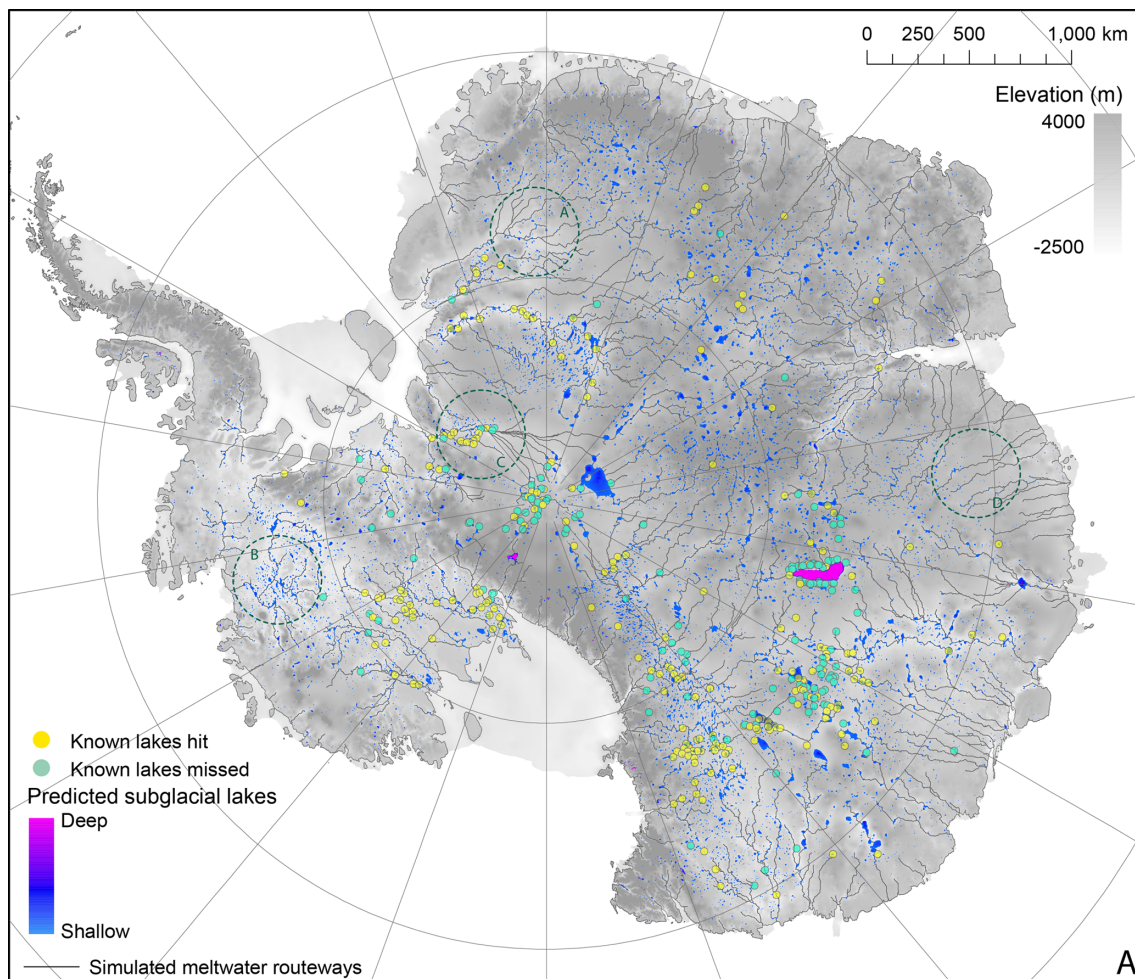 0 250 500 1,000 km
Elevation (m)
4000
-2500
A
C
D
B
Known lakes hit
Known lakes missed
Predicted subglacial lakes
Deep
Shallow
Simulated meltwater routeways
A